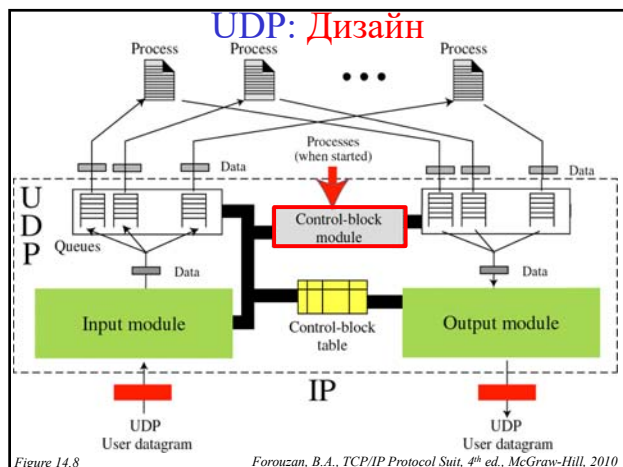 UDP: Дизайн
Process
Process
Process
Processes
(when started)
Data
Data
U
D
P
Queues
Control-block
module
Data
Data
Input module
Control-block
table
Output module
IP
UDP
User datagram
UDP
User datagram
Figure 14.8
Forouzan, B.A., TCP/IP Protocol Suit, 4th ed., McGraw-Hill, 2010